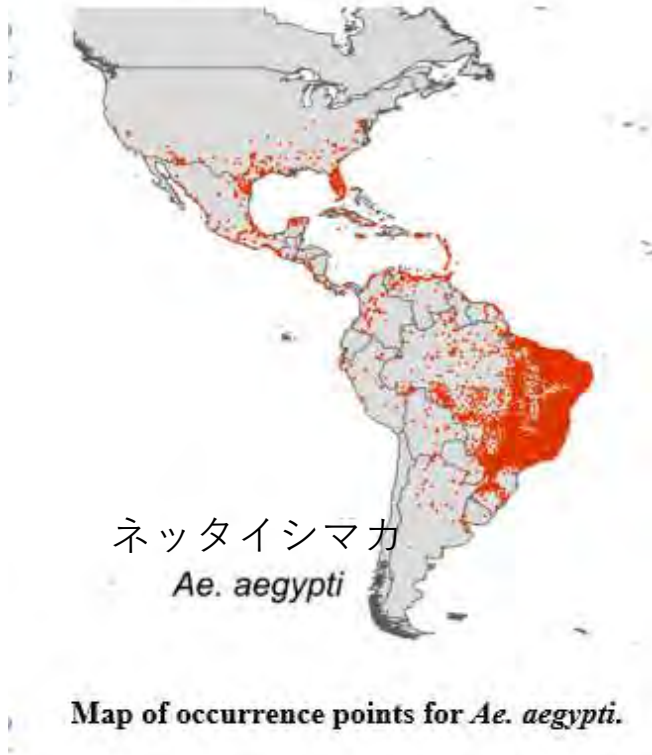 ネッタイシマカ
Ae. aegypti
Map of occurrence points for Ae. aegypti.